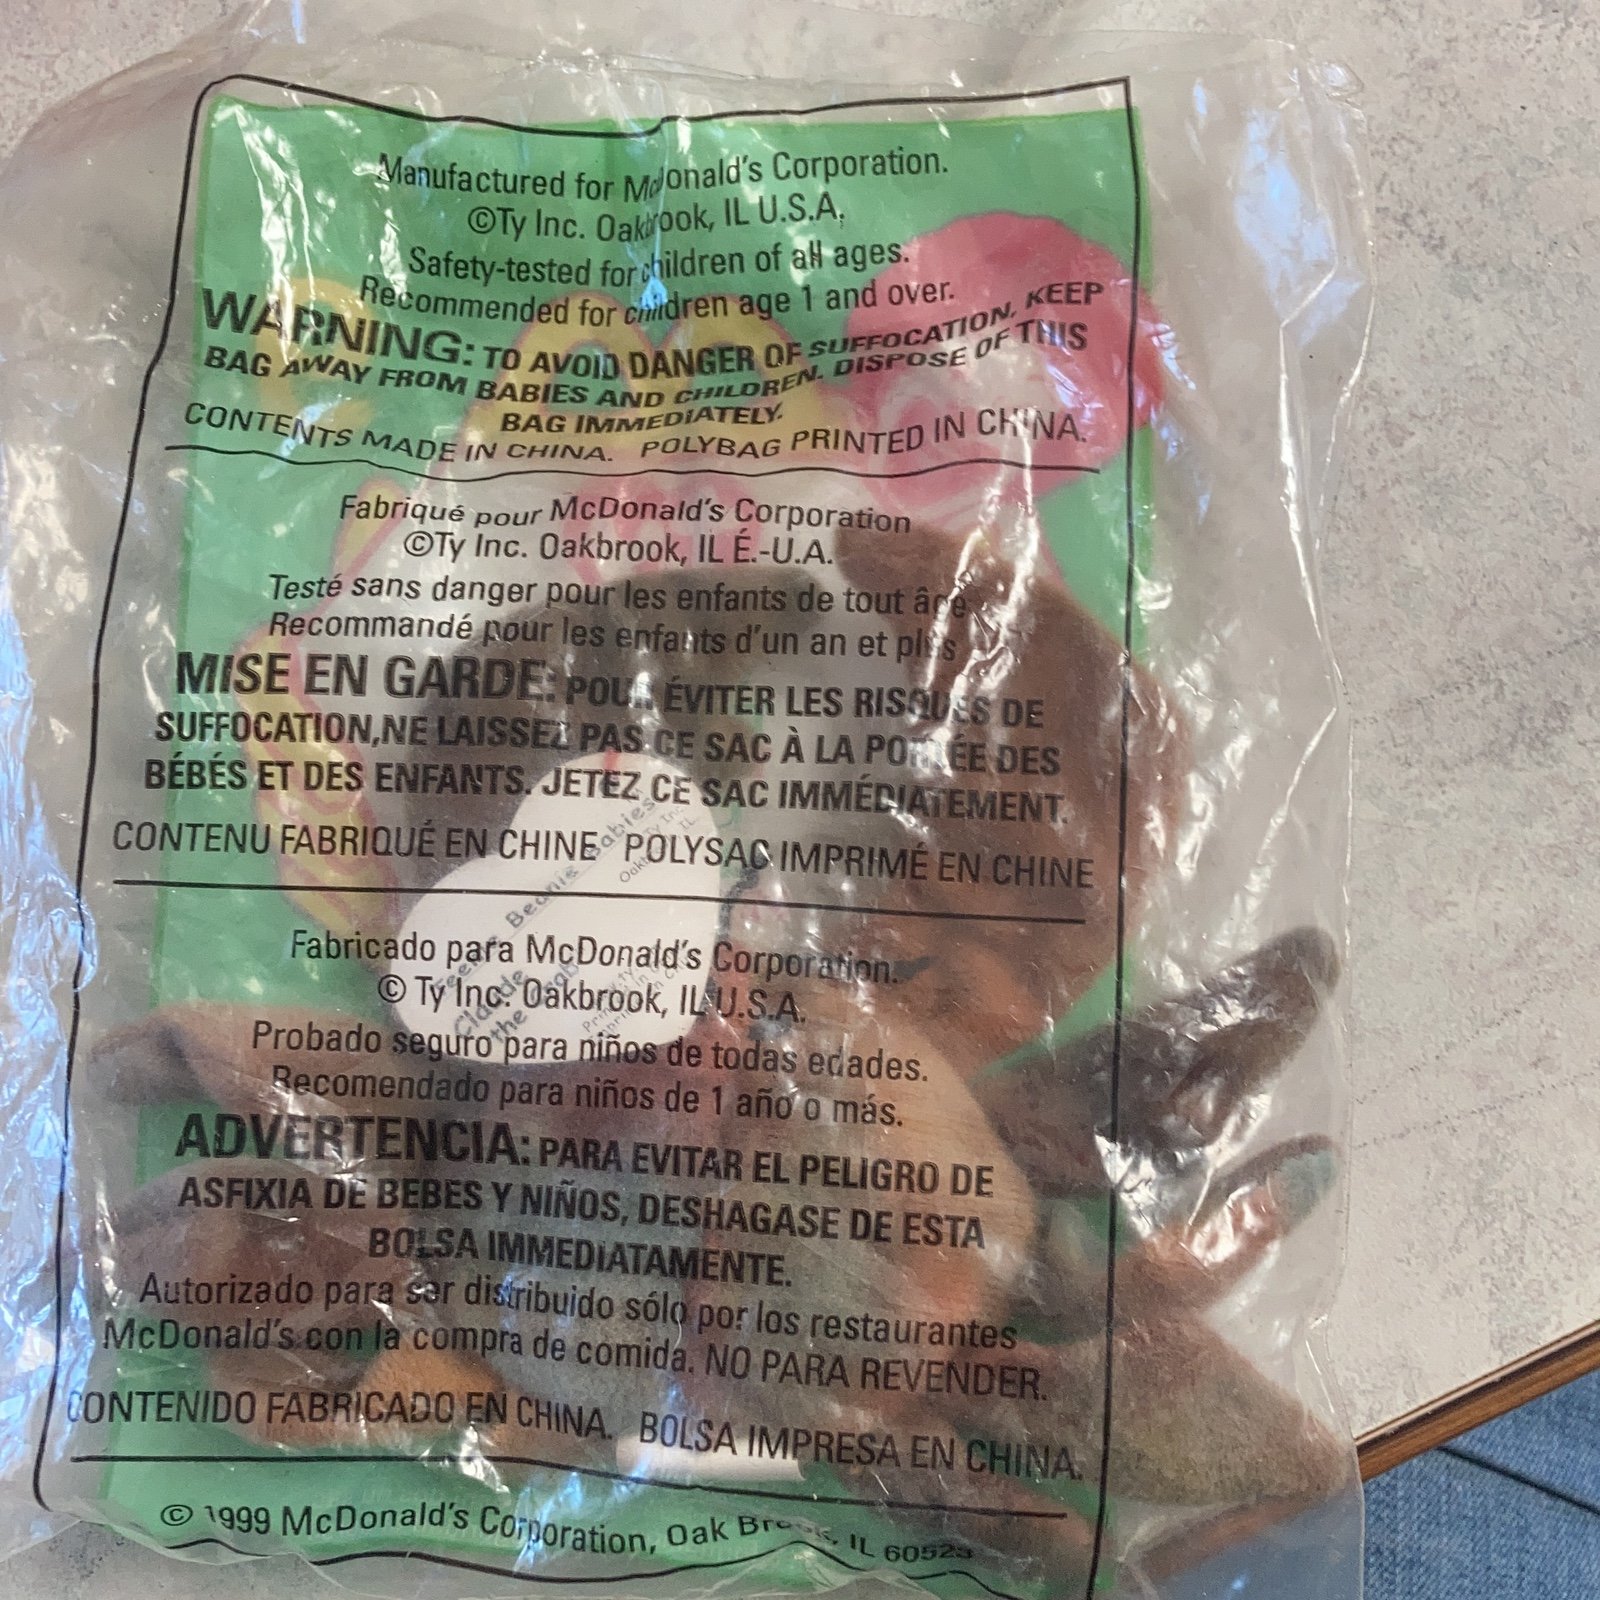 Manufactured for McDonald's Corporation.
©Ty Inc. Oakbrook, IL U.S.A.
Safety-tested for children of all ages.
Recommended for children age 1 and over.
WARNING: TO AVOID DANGER OF SUFFOCATION, KEEP
BAG AWAY FROM BABIES AND CHILDREN. DISPOSE OF THIS
BAG IMMEDIATELY.
CONTENTS MADE IN CHINA. POLYBAG PRINTED IN CHINA.
Fabriqué pour McDonald's Corporation
©Ty Inc. Oakbrook, IL É.-U.A.
Testé sans danger pour les enfants de tout âge
Recommandé pour les enfants d'un an et plus
MISE EN GARDE: POUR ÉVITER LES RISQUES DE
SUFFOCATION,NE LAISSEZ PAS CE SAC À LA PORTÉE DES
BÉBÉS ET DES ENFANTS. JETEZ CE SAC IMMÉDIATEMENT.
CONTENU FABRIQUÉ EN CHINE POLYSAC IMPRIMÉ EN CHINE
Fabricado para McDonald's Corporation.
© Ty Inc. Oakbrook, IL U.S.A.
Probado seguro para niños de todas edades.
Recomendado para niños de 1 año o más.
ADVERTENCIA: PARA EVITAR EL PELIGRO DE
ASFIXIA DE BEBES Y NIÑOS, DESHAGASE DE ESTA
BOLSA IMMEDIATAMENTE.
Autorizado para ser distribuido sólo por los restaurantes
McDonald's con la compra de comida. NO PARA REVENDER.
CONTENIDO FABRICADO EN CHINA. BOLSA IMPRESA EN CHINA.
© 1999 McDonald's Corporation, Oak Brook, IL 60523
Beanie Babies
Claude
the